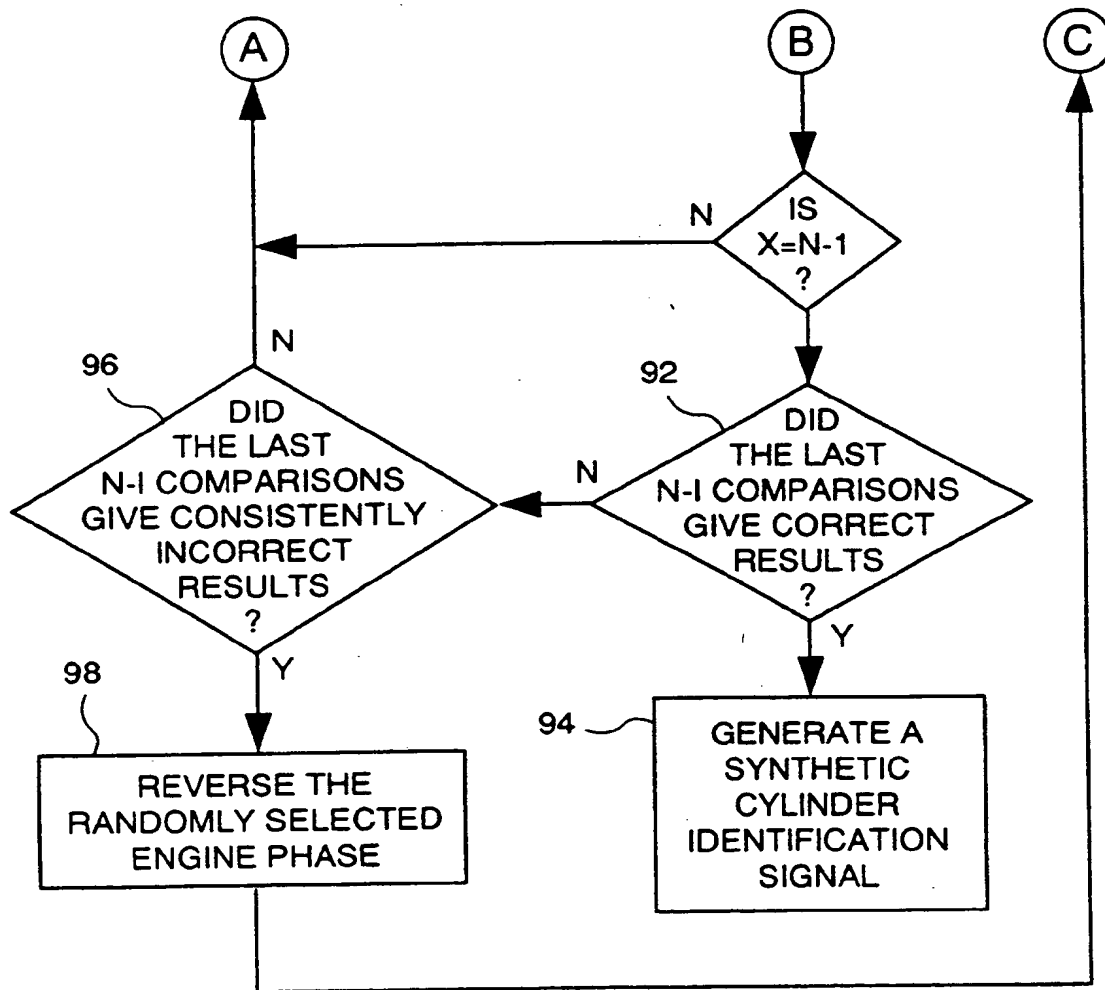 A
B
C
N
IS
X=N-1
?
N
96
DID
THE LAST
N-I COMPARISONS
GIVE CONSISTENTLY
INCORRECT
RESULTS
?
N
92
DID
THE LAST
N-I COMPARISONS
GIVE CORRECT
RESULTS
?
Y
98
REVERSE THE
RANDOMLY SELECTED
ENGINE PHASE
Y
94
GENERATE A
SYNTHETIC
CYLINDER
IDENTIFICATION
SIGNAL